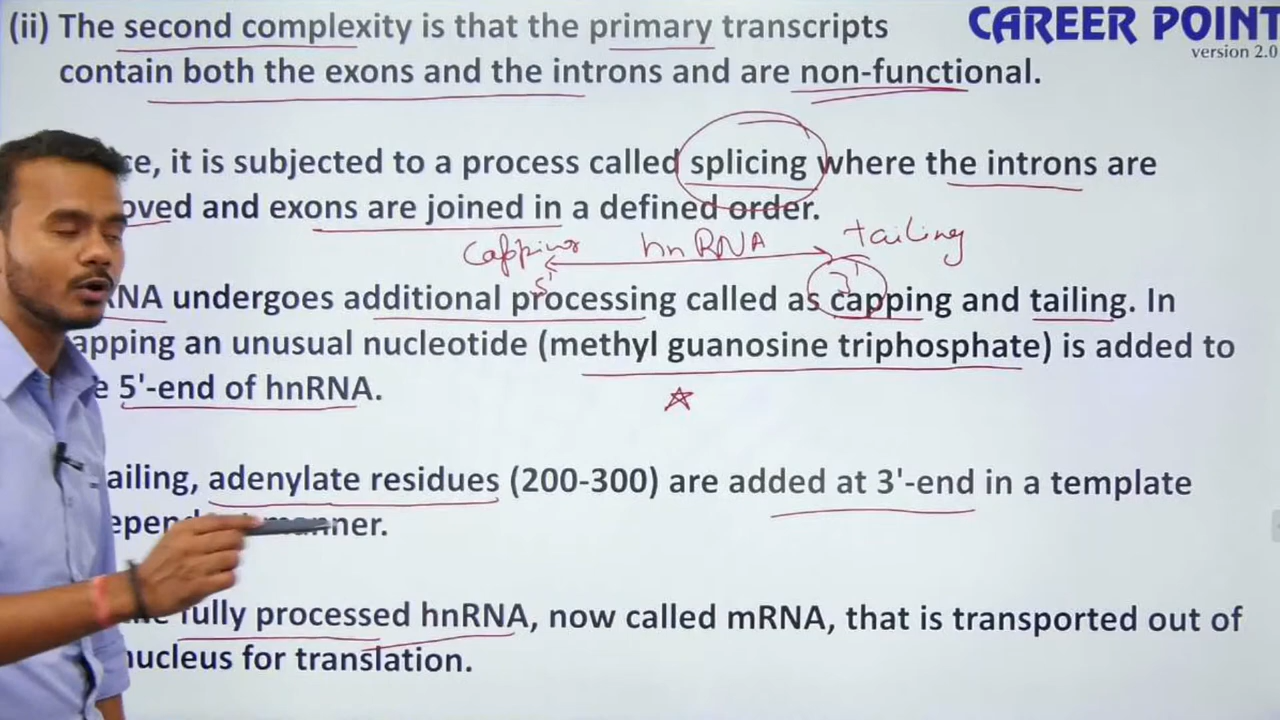 (ii) The second complexity is that the primary transcripts
CAREER POINT
version 2.0
contain both the exons and the introns and are non-functional.
ce, it is subjected to a process called splicing where the introns are
oved and exons are joined in a defined order.
capping hnRNA tailing
5' 3'
RNA undergoes additional processing called as capping and tailing. In
apping an unusual nucleotide (methyl guanosine triphosphate) is added to
e 5'-end of hnRNA.
ailing, adenylate residues (200-300) are added at 3'-end in a template
epend manner.
fully processed hnRNA, now called mRNA, that is transported out of
nucleus for translation.